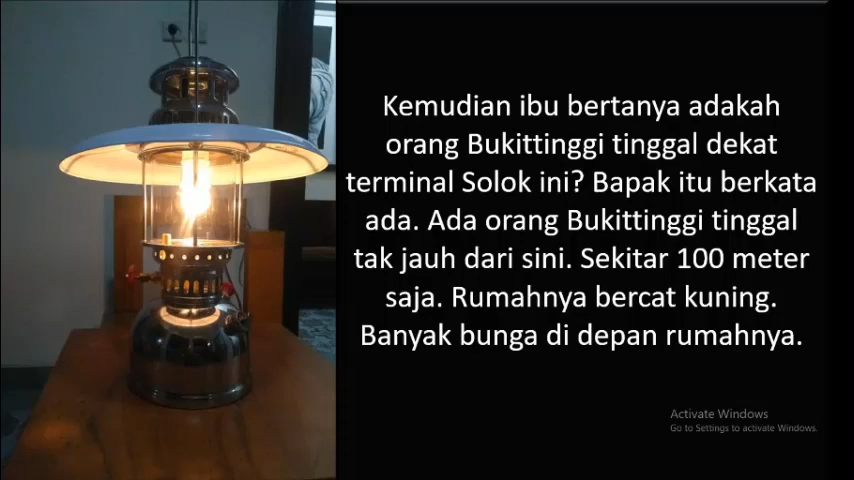 Kemudian ibu bertanya adakah
orang Bukittinggi tinggal dekat
terminal Solok ini? Bapak itu berkata
ada. Ada orang Bukittinggi tinggal
tak jauh dari sini. Sekitar 100 meter
saja. Rumahnya bercat kuning.
Banyak bunga di depan rumahnya.
Activate Windows
Go to Settings to activate Windows.